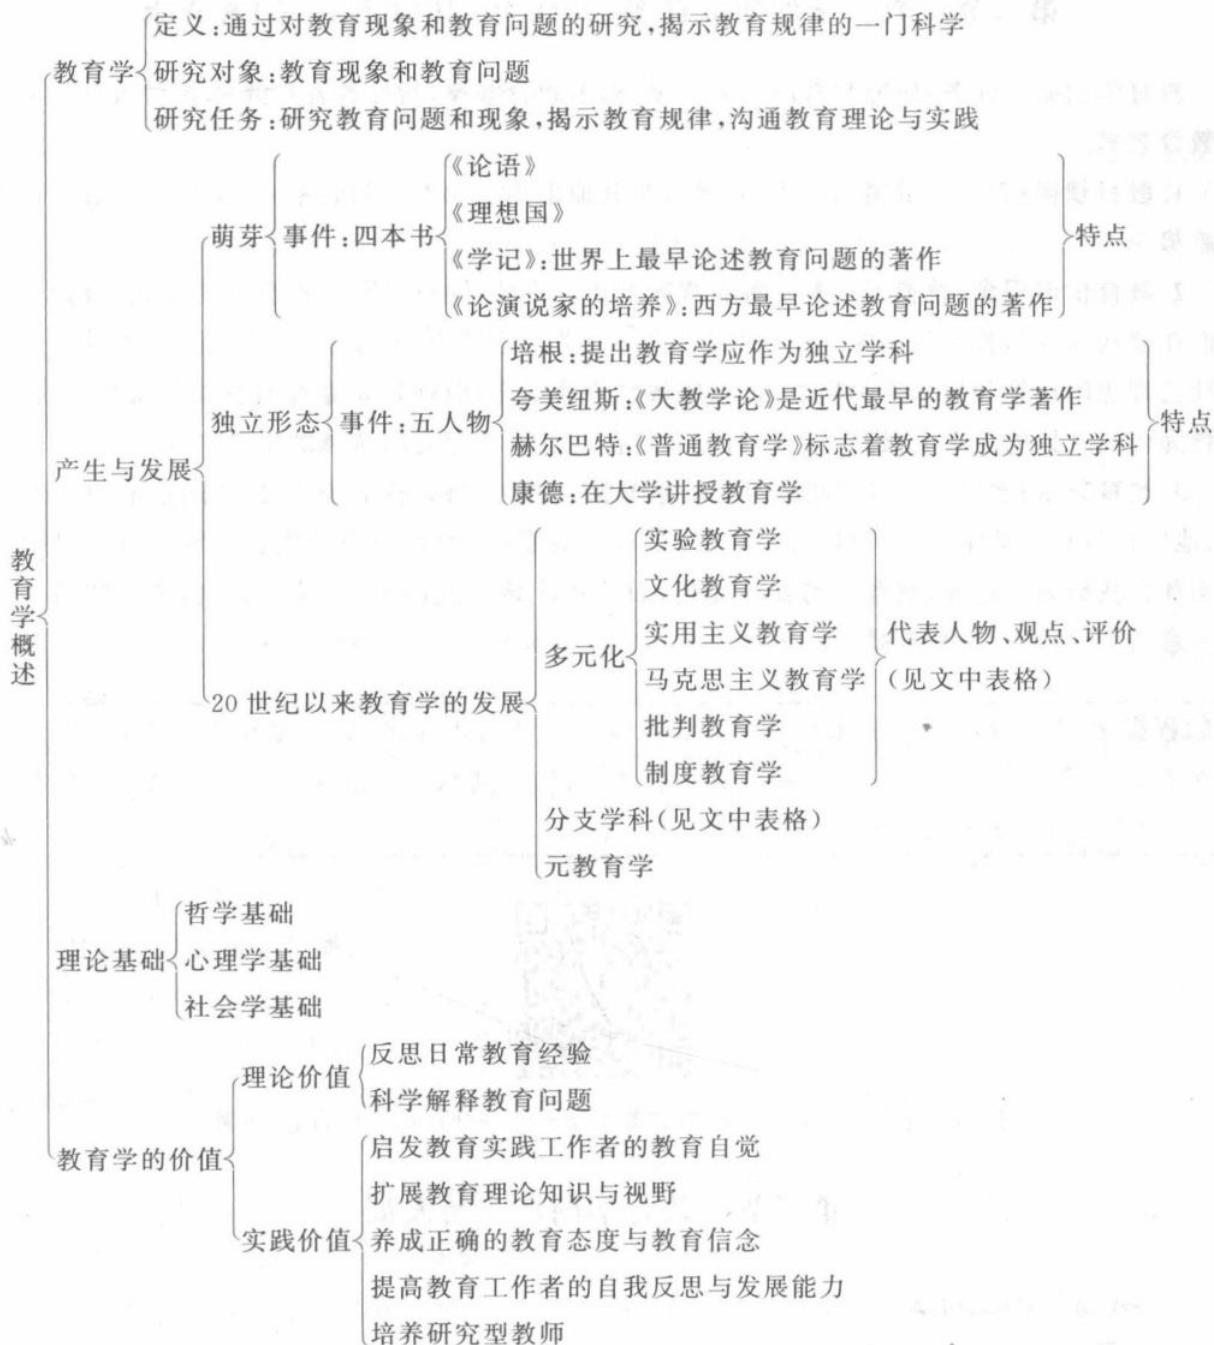 教育学概述
教育学
定义:通过对教育现象和教育问题的研究,揭示教育规律的一门科学
研究对象:教育现象和教育问题
研究任务:研究教育问题和现象,揭示教育规律,沟通教育理论与实践
产生与发展
萌芽
事件:四本书
《论语》
《理想国》
《学记》:世界上最早论述教育问题的著作
《论演说家的培养》:西方最早论述教育问题的著作
特点
独立形态
事件:五人物
培根:提出教育学应作为独立学科
夸美纽斯:《大教学论》是近代最早的教育学著作
赫尔巴特:《普通教育学》标志着教育学成为独立学科
康德:在大学讲授教育学
特点
20世纪以来教育学的发展
多元化
实验教育学
文化教育学
实用主义教育学
马克思主义教育学
批判教育学
制度教育学
代表人物、观点、评价
(见文中表格)
分支学科(见文中表格)
元教育学
理论基础
哲学基础
心理学基础
社会学基础
教育学的价值
理论价值
反思日常教育经验
科学解释教育问题
实践价值
启发教育实践工作者的教育自觉
扩展教育理论知识与视野
养成正确的教育态度与教育信念
提高教育工作者的自我反思与发展能力
培养研究型教师